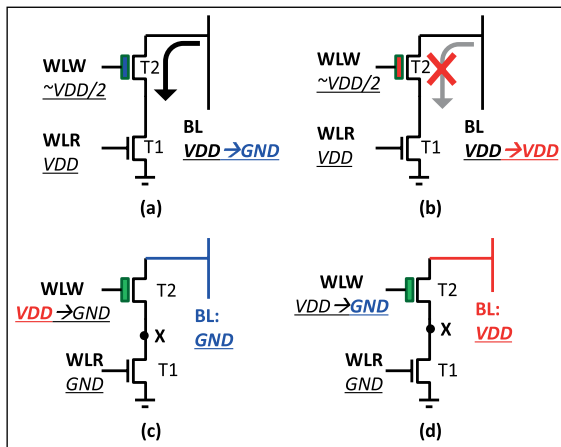 WLW
~VDD/2
T2
WLR
VDD
T1
BL
VDD→GND
(a)
WLW
~VDD/2
T2
WLR
VDD
T1
BL
VDD→VDD
(b)
WLW
VDD→GND
T2
X
BL:
GND
WLR
GND
T1
(c)
WLW
VDD→GND
T2
X
BL:
VDD
WLR
GND
T1
(d)